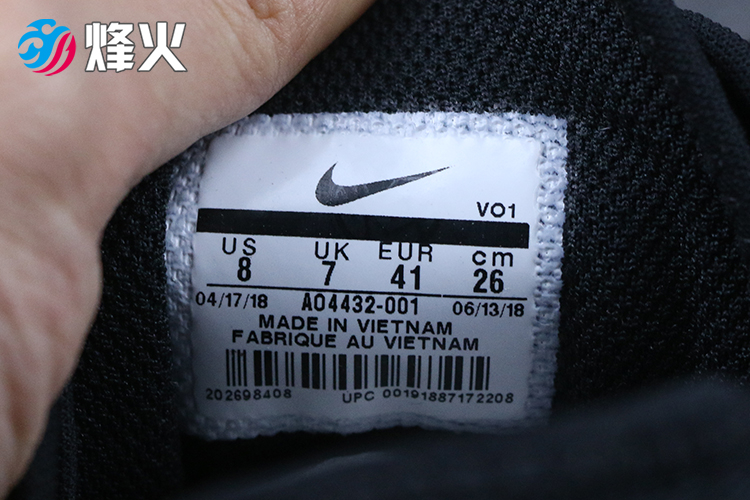 烽火
VO1
US UK EUR cm
8 7 41 26
04/17/18 AO4432-001 06/13/18
MADE IN VIETNAM
FABRIQUE AU VIETNAM
202698408 UPC 00191887172208